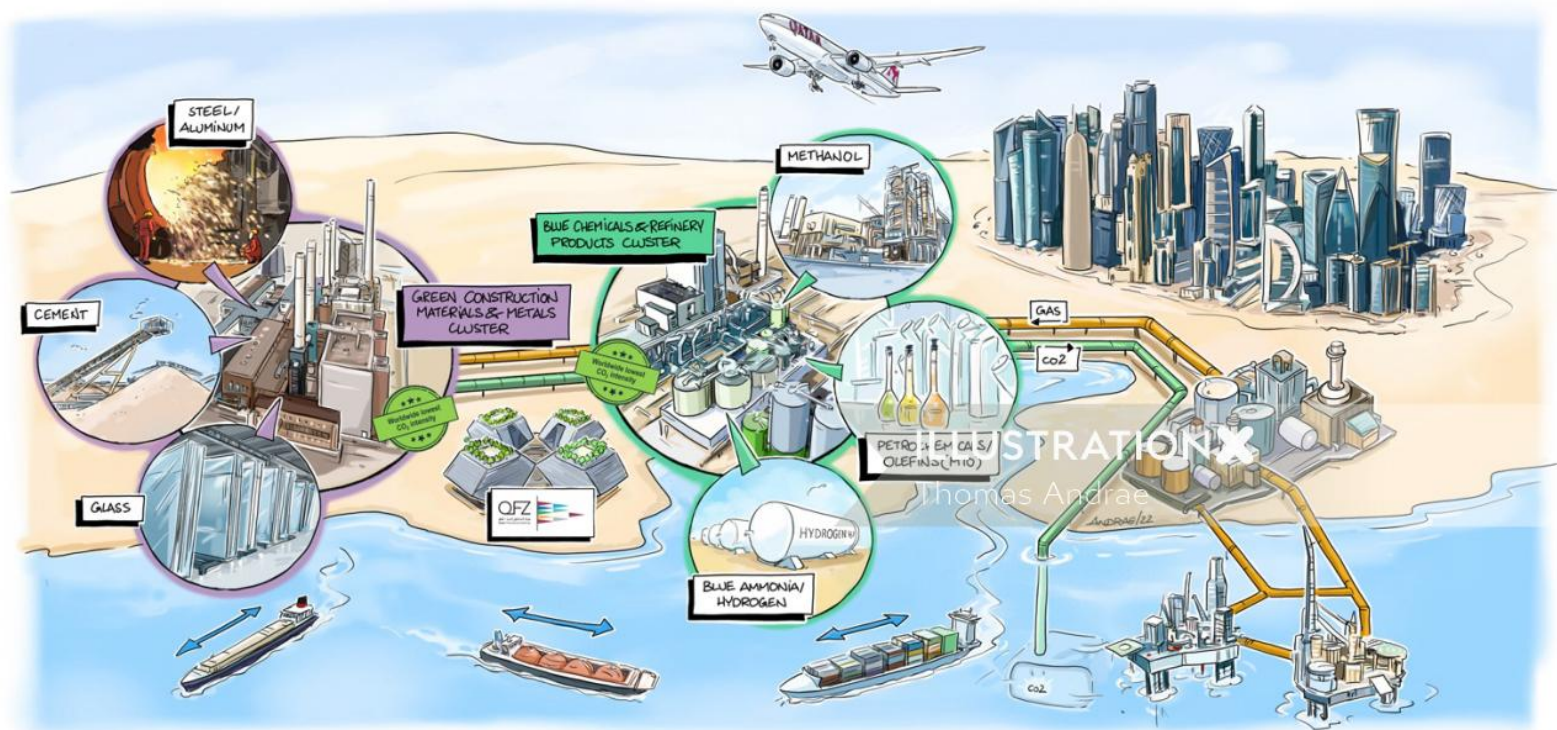 QATAR
STEEL/
ALUMINUM
METHANOL
BLUE CHEMICALS & REFINERY
PRODUCTS CLUSTER
GREEN CONSTRUCTION
MATERIALS & METALS
CLUSTER
CEMENT
GAS
CO2
Worldwide lowest
CO₂ intensity
Worldwide lowest
CO₂ intensity
PETROCHEMICALS/
OLEFINS (MTO)
ILLUSTRATIONX
Thomas Andrae
ANDRAE/22
GLASS
QFZ
HYDROGEN
BLUE AMMONIA/
HYDROGEN
CO2